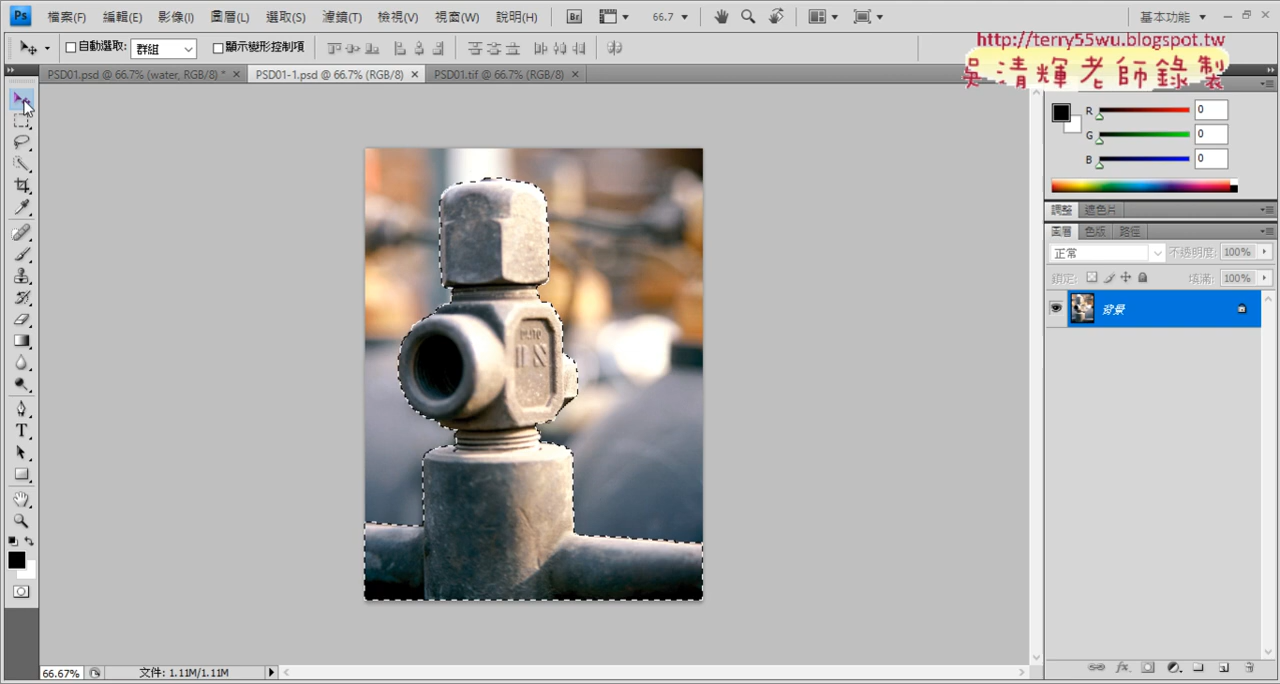 Ps 檔案(F) 編輯(E) 影像(I) 圖層(L) 選取(S) 濾鏡(T) 檢視(V) 視窗(W) 說明(H) Br 66.7 基本功能
自動選取: 群組 顯示變形控制項
http://terry55wu.blogspot.tw
吳清輝老師錄製
PSD01.psd @ 66.7% (water, RGB/8) * × PSD01-1.psd @ 66.7% (RGB/8) × PSD01.tif @ 66.7% (RGB/8) ×
R 0
G 0
B 0
調整 遮色片
圖層 色版 路徑
正常 不透明度: 100%
鎖定: 填滿: 100%
背景
T
66.67% 文件: 1.11M/1.11M